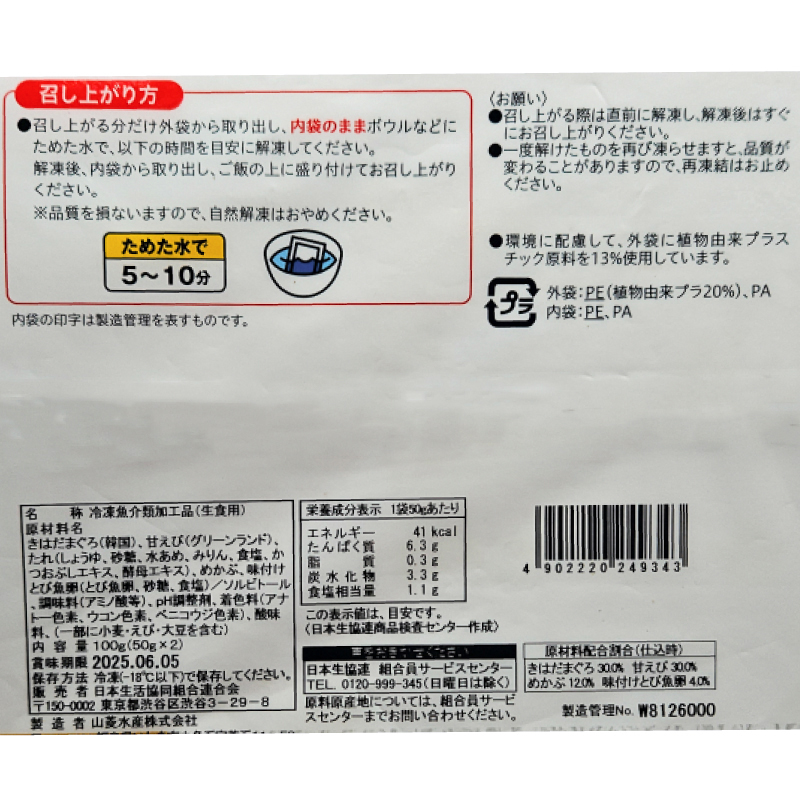 召し上がり方
●召し上がる分だけ外袋から取り出し、内袋のままボウルなどに
ためた水で、以下の時間を目安に解凍してください。
解凍後、内袋から取り出し、ご飯の上に盛り付けてお召し上がり
ください。
※品質を損ないますので、自然解凍はおやめください。
ためた水で
5～10分
内袋の印字は製造管理を表すものです。
〈お願い〉
●召し上がる際は直前に解凍し、解凍後はすぐ
にお召し上がりください。
●一度解けたものを再び凍らせますと、品質が
変わることがありますので、再凍結はお止め
ください。
●環境に配慮して、外袋に植物由来プラス
チック原料を13%使用しています。
プラ
外袋:PE(植物由来プラ20%)、PA
内袋:PE、PA
名 称 冷凍魚介類加工品(生食用)
原材料名
きはだまぐろ(韓国)、甘えび(グリーンランド)、
たれ(しょうゆ、砂糖、水あめ、みりん、食塩、か
つおぶしエキス、酵母エキス)、めかぶ、味付け
とび魚卵(とび魚卵、砂糖、食塩)/ソルビトール
、調味料(アミノ酸等)、pH調整剤、着色料(アナ
トー色素、ウコン色素、ベニコウジ色素)、酸味
料、(一部に小麦・えび・大豆を含む)
内 容 量 100g(50g×2)
賞味期限 2025.06.05
保存方法 冷凍(-18℃以下)で保存してください。
販 売 者 日本生活協同組合連合会
〒150-0002 東京都渋谷区渋谷3-29-8
製 造 者 山菱水産株式会社
栄養成分表示 1袋50gあたり
エネルギー 41 kcal
たんぱく質 6.3 g
脂 質 0.3 g
炭水化物 3.3 g
食塩相当量 1.1 g
この表示値は、目安です。
〈日本生協連商品検査センター作成〉
日本生協連 組合員サービスセンター
TEL. 0120-999-345(日曜日は除く)
原料原産地については、組合員サービ
スセンターまでお問い合わせください。
4 902220 249343
原材料配合割合(仕込時)
きはだまぐろ 30.0% 甘えび 30.0%
めかぶ 12.0% 味付けとび魚卵 4.0%
製造管理No. W8126000